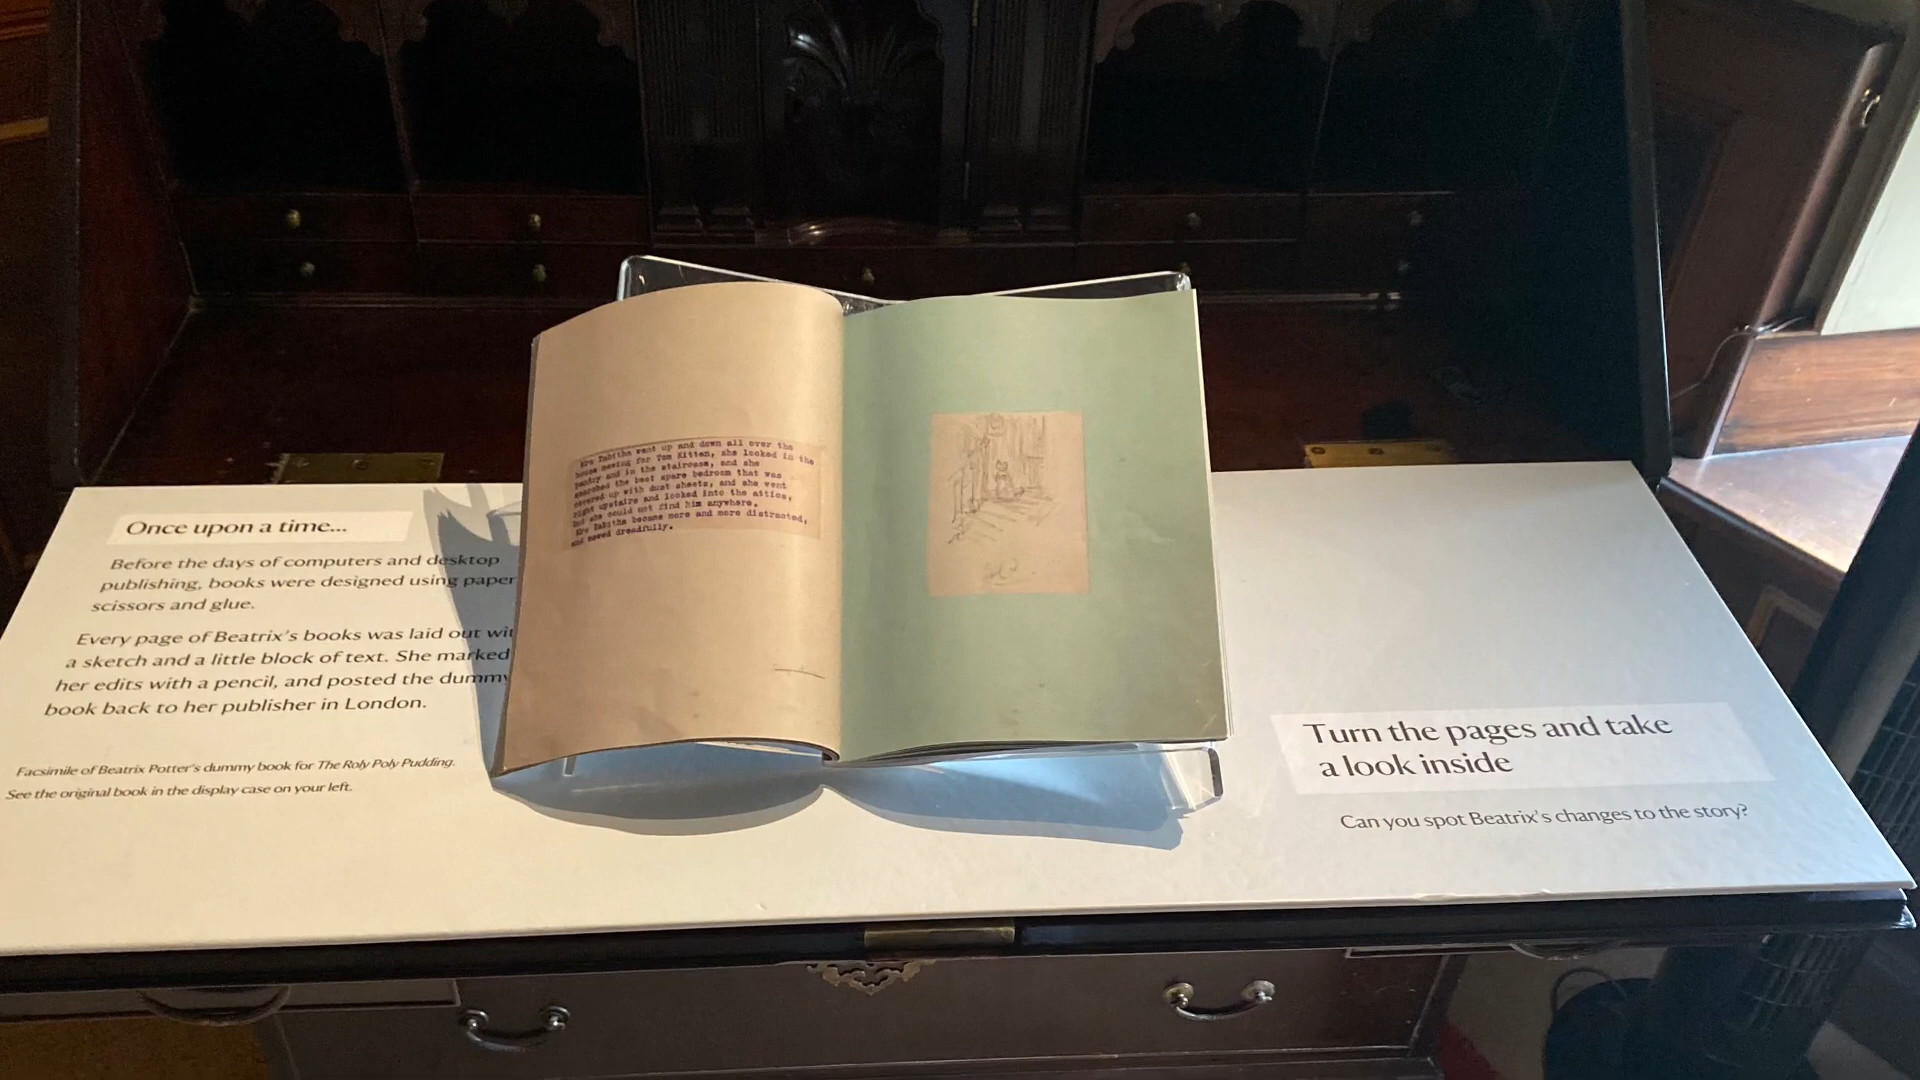 Once upon a time...
Before the days of computers and desktop
publishing, books were designed using paper
scissors and glue.
Every page of Beatrix's books was laid out wit
a sketch and a little block of text. She marked
her edits with a pencil, and posted the dummy
book back to her publisher in London.
Facsimile of Beatrix Potter's dummy book for The Roly Poly Pudding.
See the original book in the display case on your left.
Mrs Tabitha went up and down all over the
house mewing for Tom Kitten, she looked in the
pantry and in the staircase, and she
searched the best spare bedroom that was
covered up with dust sheets, and she went
right upstairs and looked into the attics,
but she could not find him anywhere.
Mrs Tabitha became more and more distracted,
and mewed dreadfully.
Turn the pages and take
a look inside
Can you spot Beatrix's changes to the story?